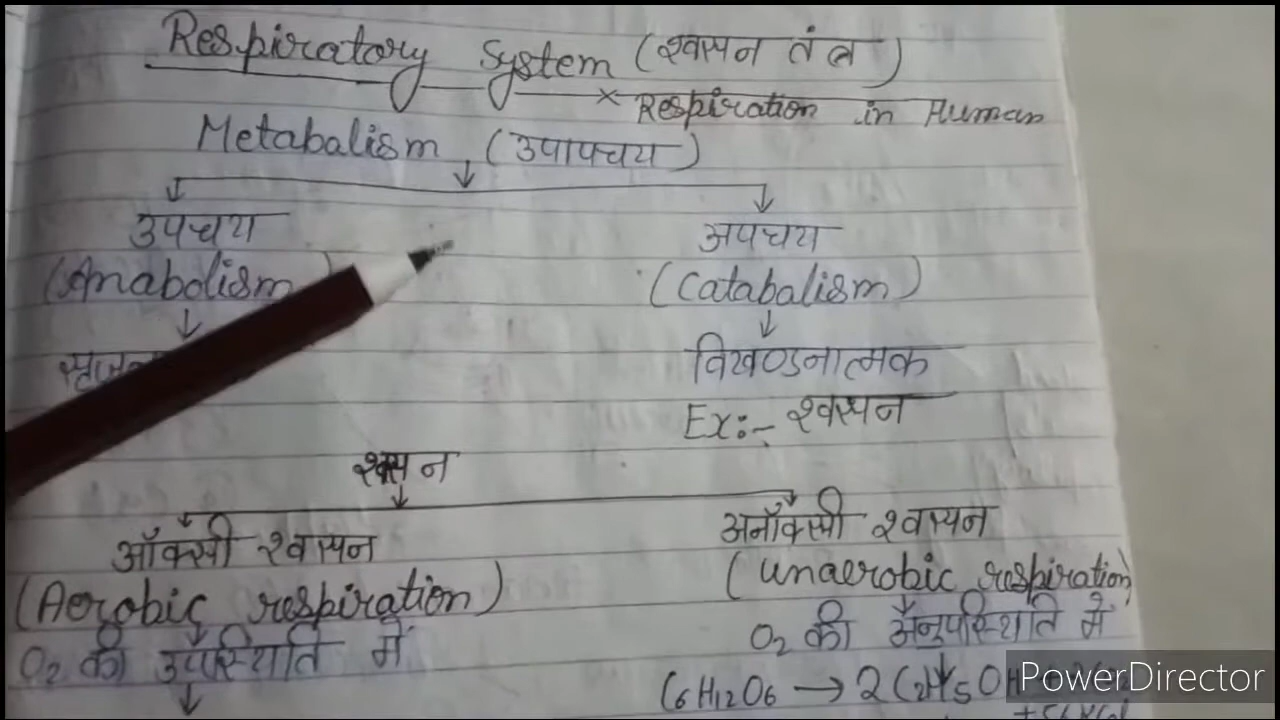 Respiratory System (श्वसन तंत्र)
× Respiration in Human
Metabalism (उपापचय)
उपचय अपचय
(Anabolism) (Catabalism)
विखण्डनात्मक
Ex:- श्वसन
श्वसन
ऑक्सी श्वसन अनॉक्सी श्वसन
(Aerobic respiration) (unaerobic respiration)
O2 की उपस्थिति में O2 की अनुपस्थिति में
C6H12O6 → 2C2H5OH
PowerDirector